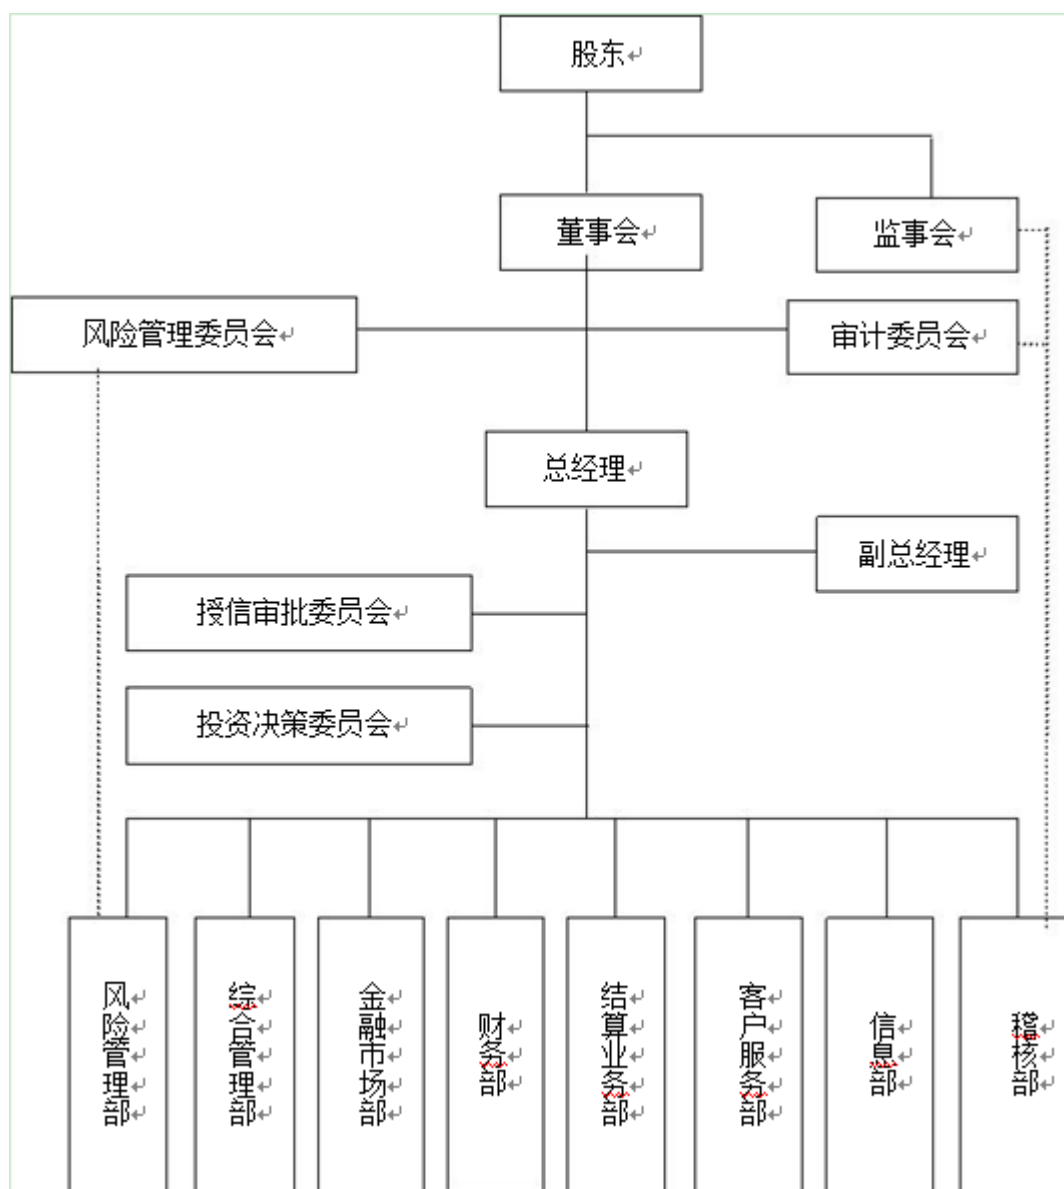 股东
董事会
监事会
风险管理委员会
审计委员会
总经理
副总经理
授信审批委员会
投资决策委员会
风险管理部
综合管理部
金融市场部
财务部
结算业务部
客户服务部
信息部
稽核部